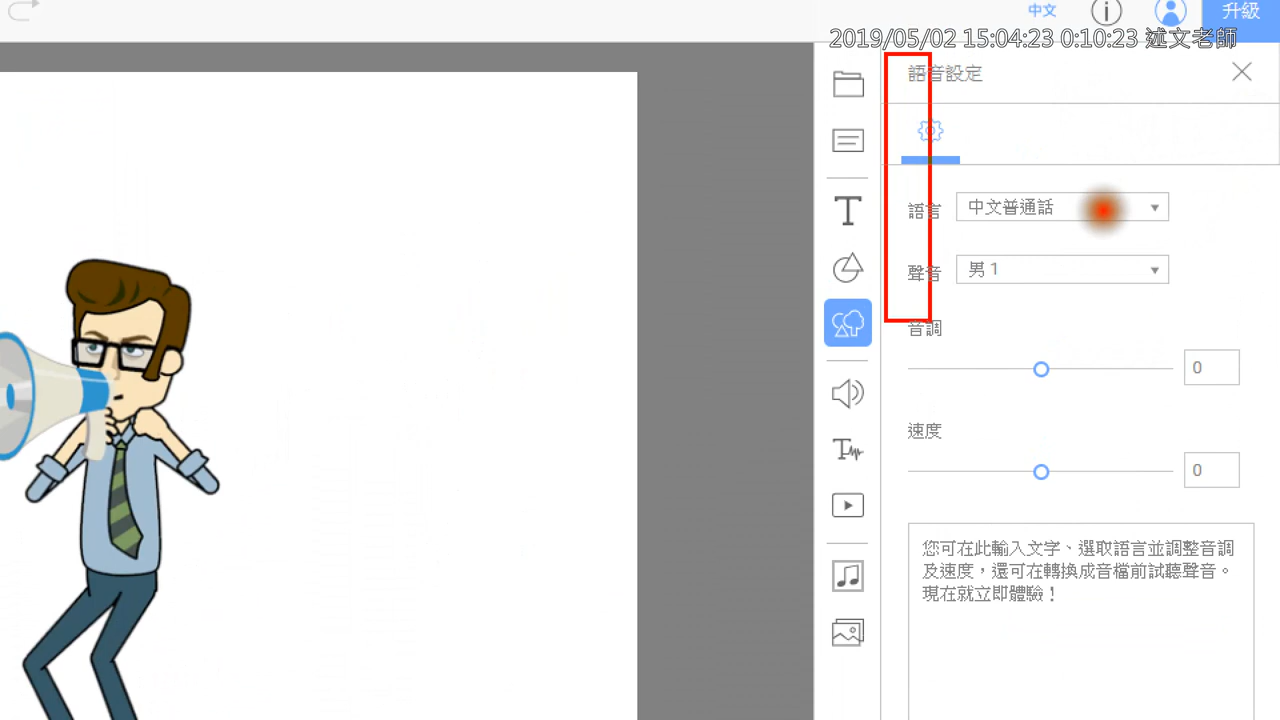 中文
升級
2019/05/02 15:04:23 0:10:23 述文老師
語音設定
語言 中文普通話
聲音 男 1
音調
0
速度
0
您可在此輸入文字、選取語言並調整音調
及速度，還可在轉換成音檔前試聽聲音。
現在就立即體驗！